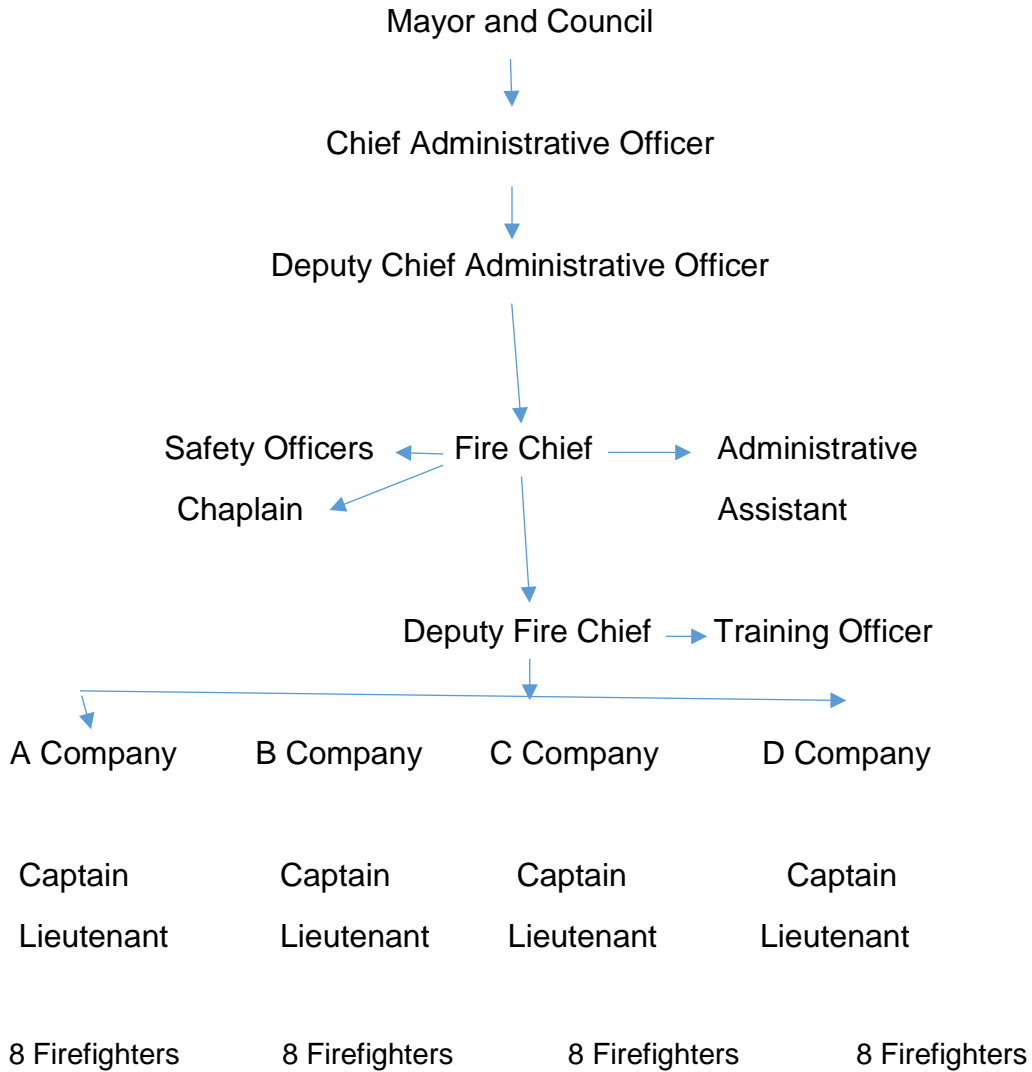 Mayor and Council
Chief Administrative Officer
Deputy Chief Administrative Officer
Safety Officers Fire Chief Administrative
Chaplain Assistant
Deputy Fire Chief Training Officer
A Company B Company C Company D Company
Captain Captain Captain Captain
Lieutenant Lieutenant Lieutenant Lieutenant
8 Firefighters 8 Firefighters 8 Firefighters 8 Firefighters